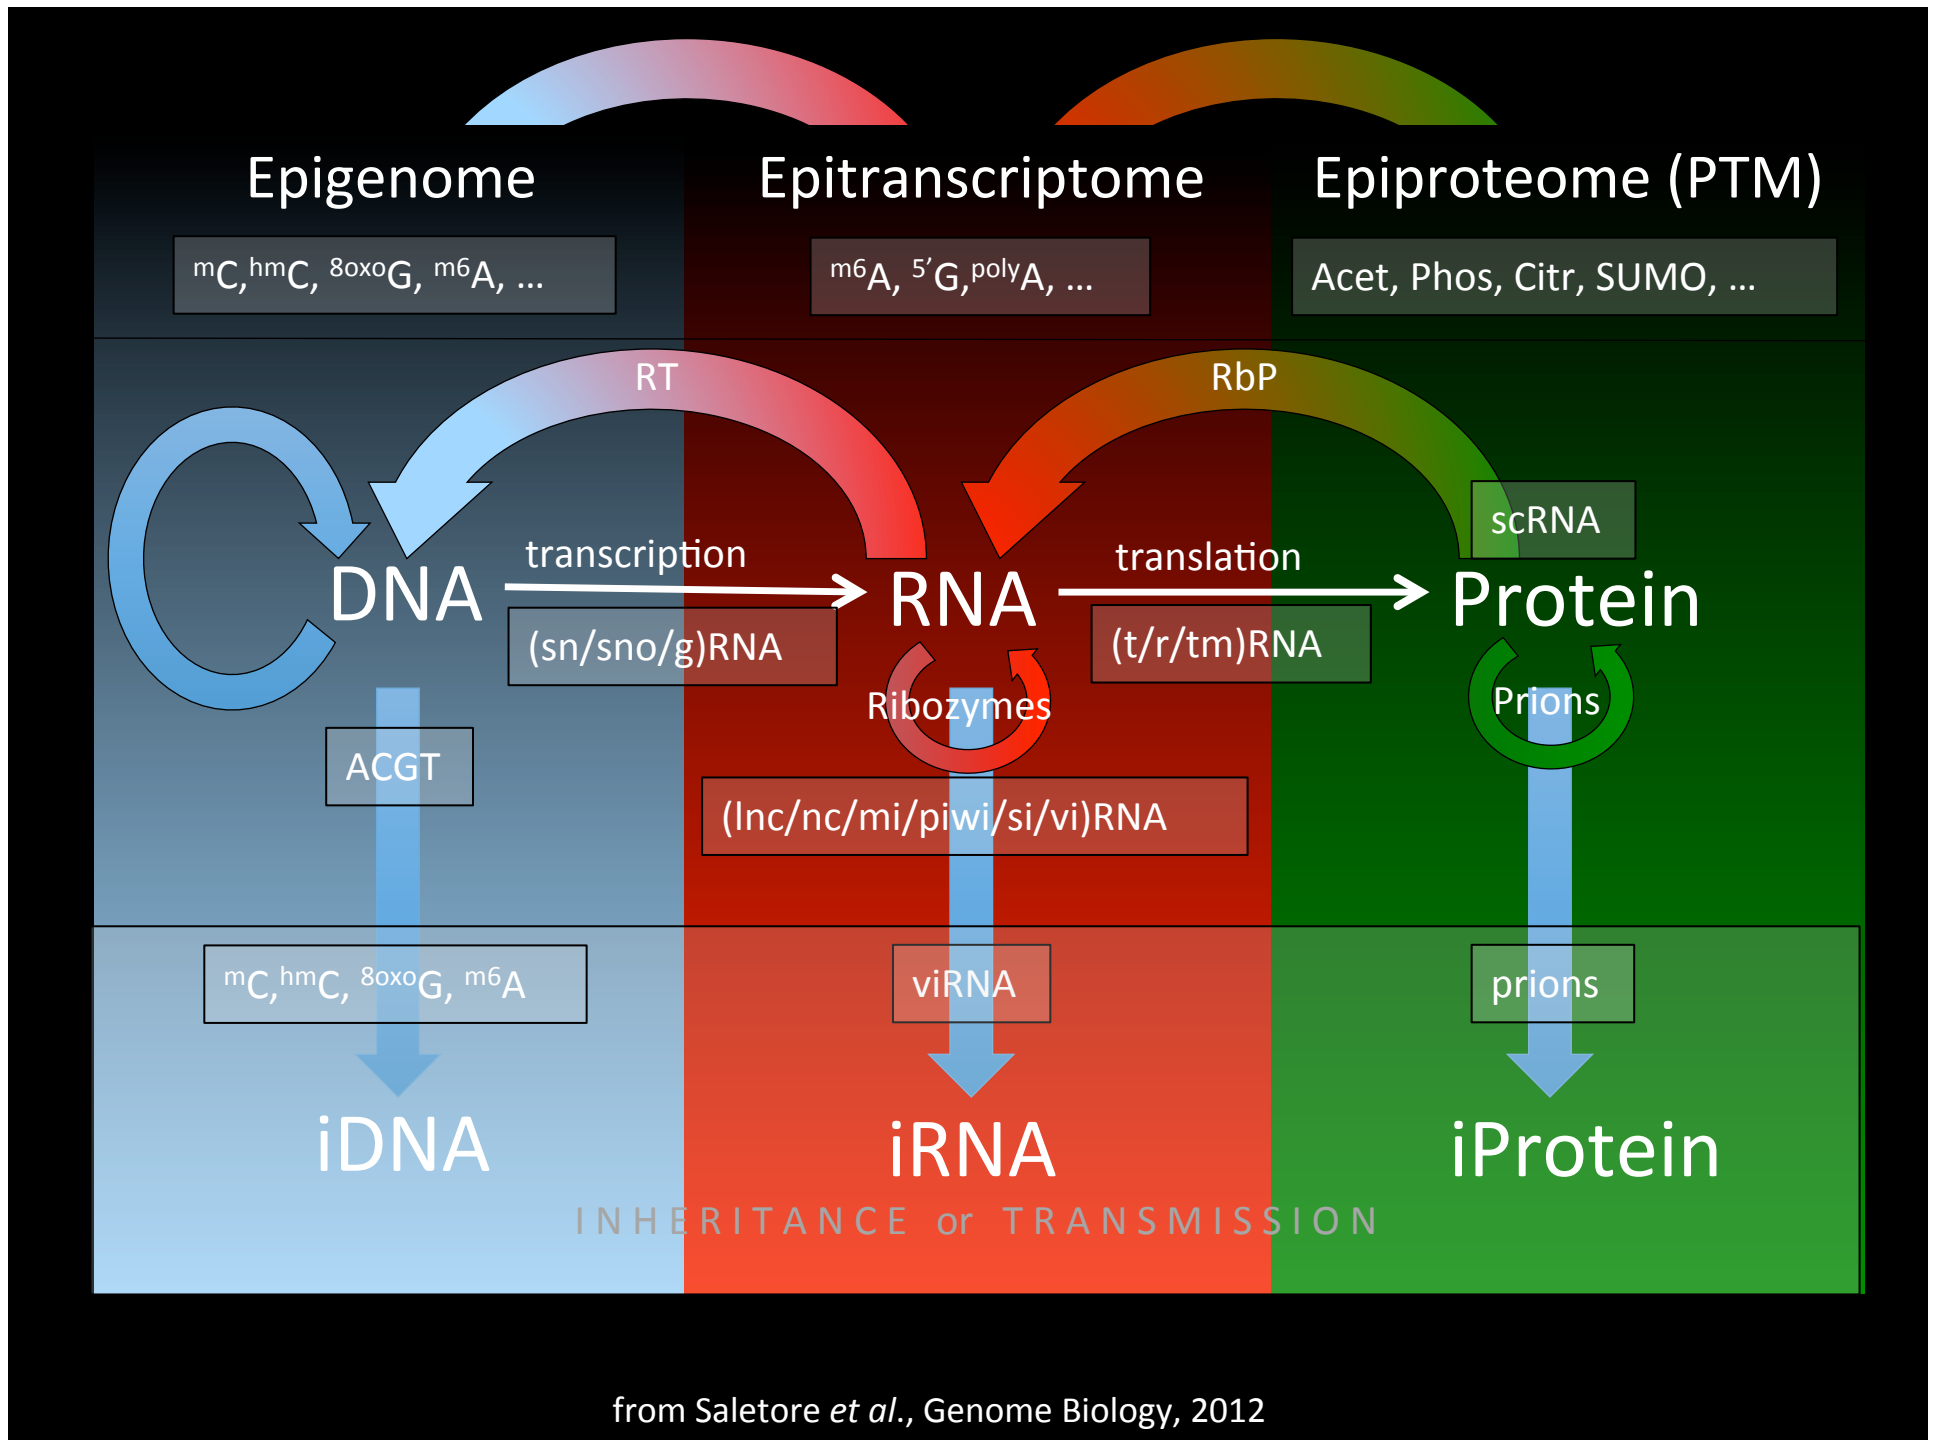 Epigenome
Epitranscriptome
Epiproteome (PTM)
mC,hmC, 8oxoG, m6A, ...
m6A, 5’G,polyA, ...
Acet, Phos, Citr, SUMO, ...
RT
RbP
scRNA
transcription
translation
DNA
RNA
Protein
(sn/sno/g)RNA
(t/r/tm)RNA
Ribozymes
Prions
ACGT
(lnc/nc/mi/piwi/si/vi)RNA
mC,hmC, 8oxoG, m6A
viRNA
prions
iDNA
iRNA
iProtein
INHERITANCE or TRANSMISSION
from Saletore et al., Genome Biology, 2012